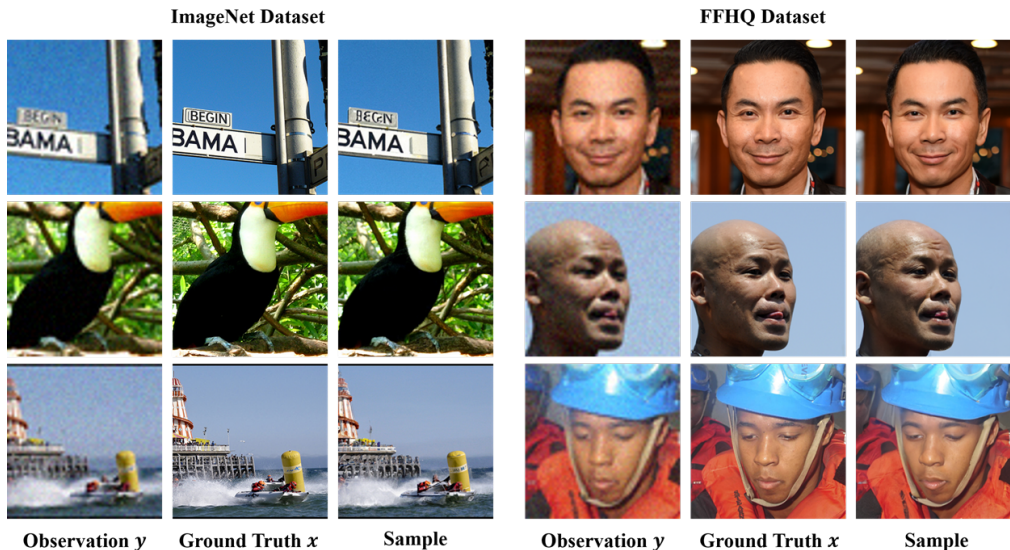 ImageNet Dataset
FFHQ Dataset
BEGIN
BAMA
BEGIN
BAMA
BEGIN
BAMA
Observation y
Ground Truth x
Sample
Observation y
Ground Truth x
Sample